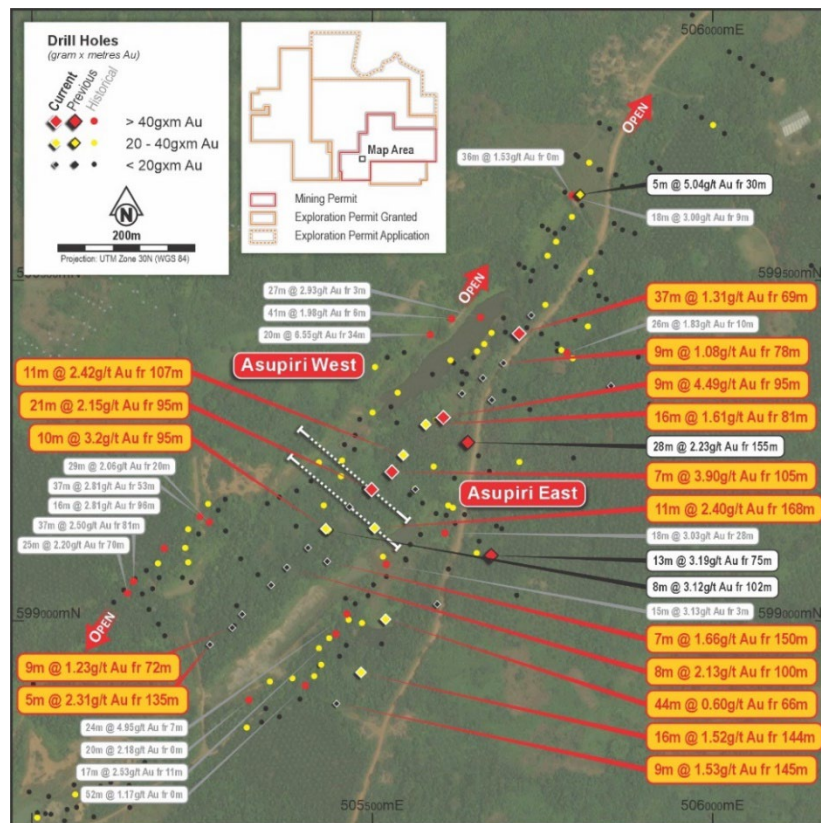 506000mE
Drill Holes
(gram x metres Au)
Current
Previous
Historical
> 40gxm Au
20 - 40gxm Au
< 20gxm Au
N
200m
Projection: UTM Zone 30N (WGS 84)
Map Area
Mining Permit
Exploration Permit Granted
Exploration Permit Application
OPEN
36m @ 1.53g/t Au fr 0m
5m @ 5.04g/t Au fr 30m
18m @ 3.00g/t Au fr 9m
599500mN
OPEN
27m @ 2.93g/t Au fr 3m
41m @ 1.98g/t Au fr 6m
20m @ 6.55g/t Au fr 34m
37m @ 1.31g/t Au fr 69m
26m @ 1.83g/t Au fr 10m
9m @ 1.08g/t Au fr 78m
Asupiri West
11m @ 2.42g/t Au fr 107m
21m @ 2.15g/t Au fr 95m
10m @ 3.2g/t Au fr 95m
9m @ 4.49g/t Au fr 95m
16m @ 1.61g/t Au fr 81m
28m @ 2.23g/t Au fr 155m
7m @ 3.90g/t Au fr 105m
29m @ 2.06g/t Au fr 20m
37m @ 2.81g/t Au fr 53m
16m @ 2.81g/t Au fr 96m
37m @ 2.50g/t Au fr 81m
25m @ 2.20g/t Au fr 70m
Asupiri East
11m @ 2.40g/t Au fr 168m
18m @ 3.03g/t Au fr 28m
13m @ 3.19g/t Au fr 75m
8m @ 3.12g/t Au fr 102m
15m @ 3.13g/t Au fr 3m
599000mN
OPEN
7m @ 1.66g/t Au fr 150m
8m @ 2.13g/t Au fr 100m
44m @ 0.60g/t Au fr 66m
16m @ 1.52g/t Au fr 144m
9m @ 1.53g/t Au fr 145m
9m @ 1.23g/t Au fr 72m
5m @ 2.31g/t Au fr 135m
24m @ 4.95g/t Au fr 7m
20m @ 2.18g/t Au fr 0m
17m @ 2.53g/t Au fr 11m
52m @ 1.17g/t Au fr 0m
505500mE
506000mE